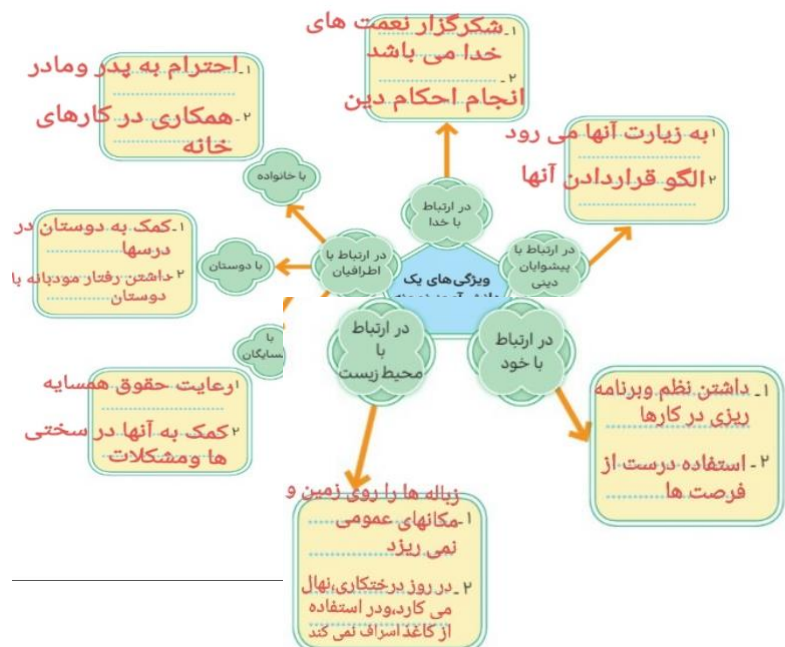 ۱- شکرگزار نعمت های
خدا می باشد
۲-
انجام احکام دین
۱- احترام به پدر ومادر
۲- همکاری در کارهای
خانه
۱ به زیارت آنها می رود
۲ الگو قراردادن آنها
با خانواده
در ارتباط
با خدا
۱- کمک به دوستان در
درسها
۲- داشتن رفتار مودبانه با
دوستان
با دوستان
در ارتباط با
اطرافیان
ویژگی‌های یک
در ارتباط با
پیشوایان
دینی
با
در ارتباط
با
محیط زیست
در ارتباط
با خود
۱ رعایت حقوق همسایه
۲ کمک به آنها در سختی
ها ومشکلات
۱- داشتن نظم وبرنامه
ریزی در کارها
۲- استفاده درست از
فرصت ها
زباله ها را روی زمین و
۱- مکانهای عمومی
نمی ریزد
۲- در روز درختکاری،نهال
می کارد،ودر استفاده
از کاغذ اسراف نمی کند